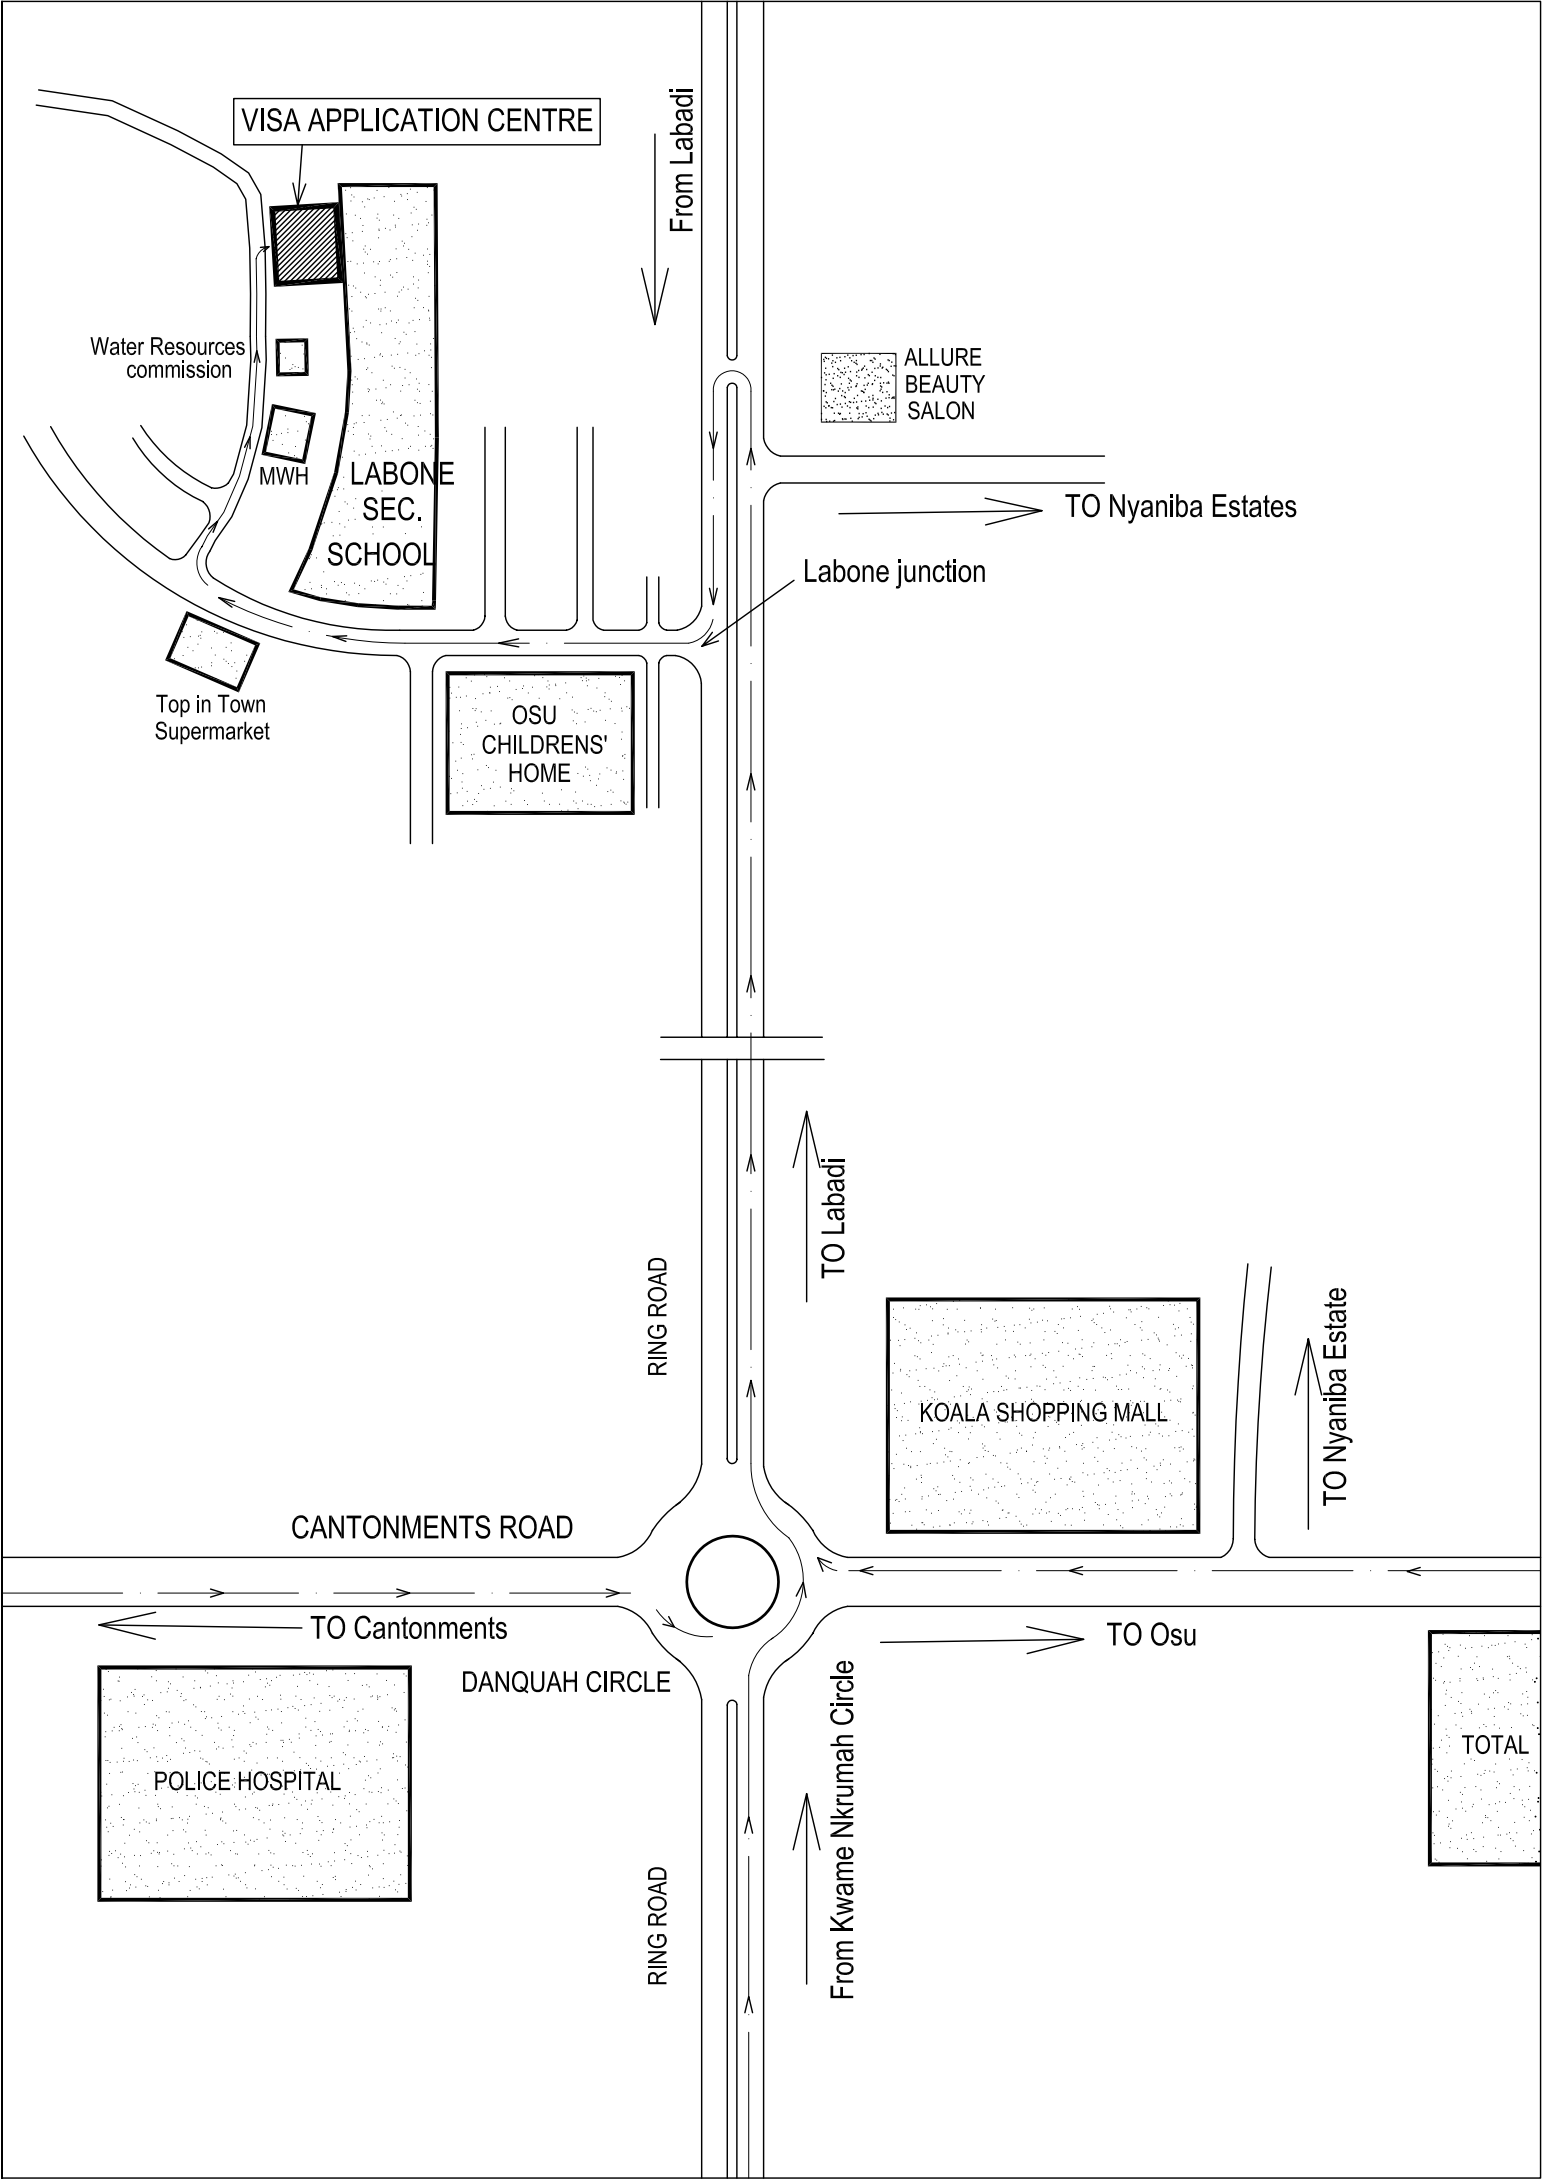 VISA APPLICATION CENTRE
From Labadi
Water Resources
commission
ALLURE
BEAUTY
SALON
MWH
LABONE
SEC.
SCHOOL
TO Nyaniba Estates
Labone junction
Top in Town
Supermarket
OSU
CHILDRENS'
HOME
TO Labadi
RING ROAD
KOALA SHOPPING MALL
TO Nyaniba Estate
CANTONMENTS ROAD
TO Cantonments
TO Osu
DANQUAH CIRCLE
From Kwame Nkrumah Circle
TOTAL
POLICE HOSPITAL
RING ROAD